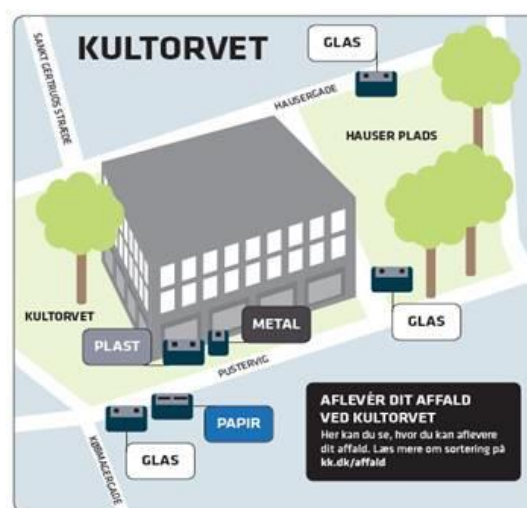 KULTORVET
GLAS
SANKT GERTRUDS STRÆDE
HAUSERGADE
HAUSER PLADS
KULTORVET
PLAST
METAL
GLAS
PUSTERVIG
PAPIR
GLAS
KØBMAGERGADE
AFLEVÉR DIT AFFALD
VED KULTORVET
Her kan du se, hvor du kan aflevere
dit affald. Læs mere om sortering på
kk.dk/affald